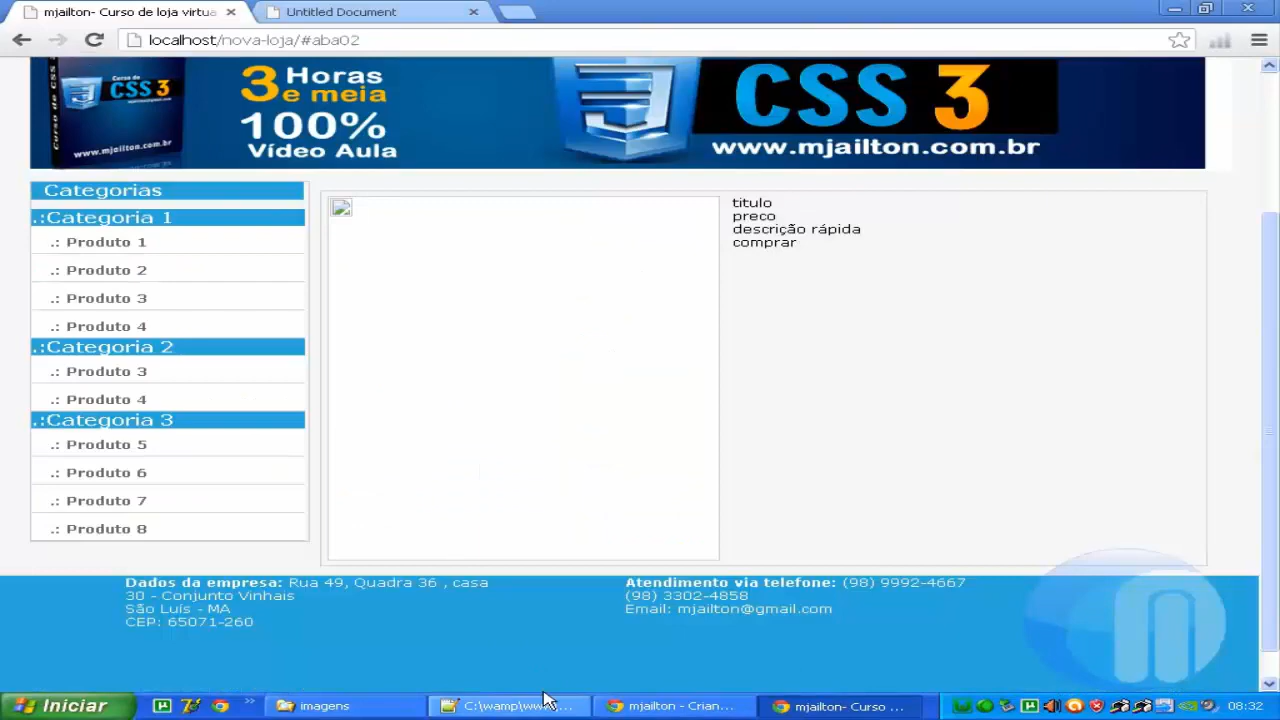 mjailton- Curso de loja virtua
Untitled Document
localhost/nova-loja/#aba02
Curso de CSS 3
Curso de
CSS 3
www.mjailton.com.br
3 Horas
e meia
100%
Vídeo Aula
CSS 3
www.mjailton.com.br
Categorias
.:Categoria 1
.: Produto 1
.: Produto 2
.: Produto 3
.: Produto 4
.:Categoria 2
.: Produto 3
.: Produto 4
.:Categoria 3
.: Produto 5
.: Produto 6
.: Produto 7
.: Produto 8
titulo
preco
descrição rápida
comprar
Dados da empresa: Rua 49, Quadra 36 , casa
30 - Conjunto Vinhais
São Luís - MA
CEP: 65071-260
Atendimento via telefone: (98) 9992-4667
(98) 3302-4858
Email: mjailton@gmail.com
Iniciar
imagens
C:\wamp\www...
mjailton - Crian...
mjailton- Curso ...
08:32